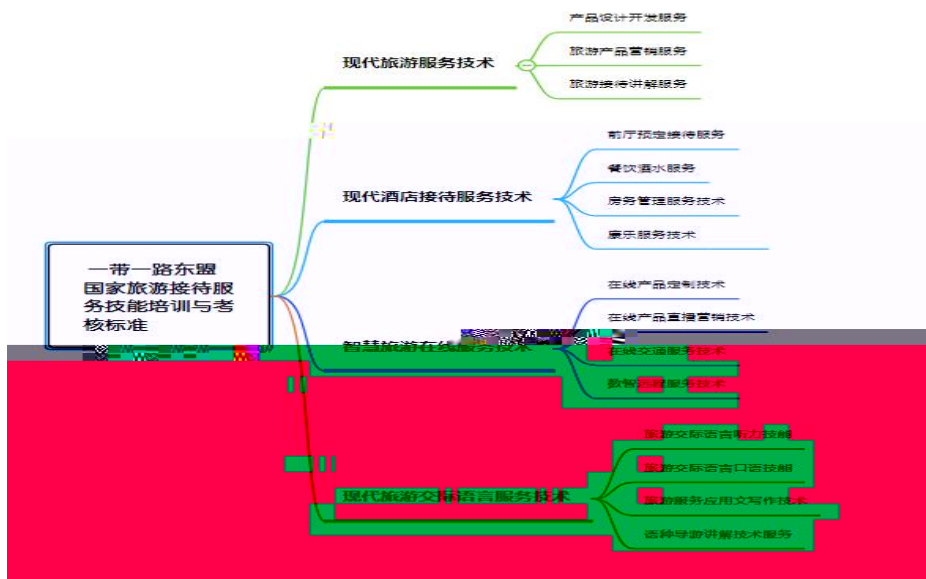 产品设计开发服务
现代旅游服务技术
旅游产品营销服务
旅游接待讲解服务
前厅预定接待服务
餐饮酒水服务
现代酒店接待服务技术
房务管理服务技术
康乐服务技术
一带一路东盟
国家旅游接待服
务技能培训与考
核标准
在线产品定制技术
在线产品直播营销技术
智慧旅游在线服务技术
在线交通服务技术
数智远程服务技术
旅游交际语言听力技能
旅游交际语言口语技能
现代旅游交际语言服务技术
旅游服务应用文写作技术
语种导游讲解技术服务